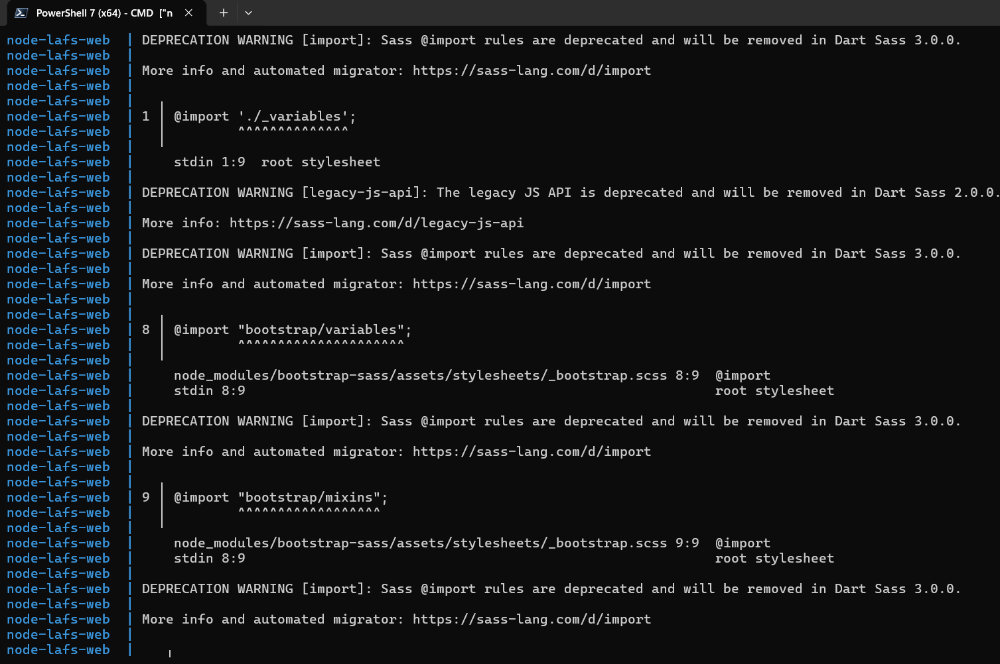 PowerShell 7 (x64) - CMD ["n
node-lafs-web | DEPRECATION WARNING [import]: Sass @import rules are deprecated and will be removed in Dart Sass 3.0.0.
node-lafs-web |
node-lafs-web | More info and automated migrator: https://sass-lang.com/d/import
node-lafs-web |
node-lafs-web |
node-lafs-web | 1 │ @import './_variables';
node-lafs-web | │         ^^^^^^^^^^^^^^
node-lafs-web |
node-lafs-web |     stdin 1:9  root stylesheet
node-lafs-web |
node-lafs-web | DEPRECATION WARNING [legacy-js-api]: The legacy JS API is deprecated and will be removed in Dart Sass 2.0.0.
node-lafs-web |
node-lafs-web | More info: https://sass-lang.com/d/legacy-js-api
node-lafs-web |
node-lafs-web | DEPRECATION WARNING [import]: Sass @import rules are deprecated and will be removed in Dart Sass 3.0.0.
node-lafs-web |
node-lafs-web | More info and automated migrator: https://sass-lang.com/d/import
node-lafs-web |
node-lafs-web |
node-lafs-web | 8 │ @import "bootstrap/variables";
node-lafs-web | │         ^^^^^^^^^^^^^^^^^^^^^
node-lafs-web |
node-lafs-web |     node_modules/bootstrap-sass/assets/stylesheets/_bootstrap.scss 8:9  @import
node-lafs-web |     stdin 8:9                                                           root stylesheet
node-lafs-web |
node-lafs-web | DEPRECATION WARNING [import]: Sass @import rules are deprecated and will be removed in Dart Sass 3.0.0.
node-lafs-web |
node-lafs-web | More info and automated migrator: https://sass-lang.com/d/import
node-lafs-web |
node-lafs-web |
node-lafs-web | 9 │ @import "bootstrap/mixins";
node-lafs-web | │         ^^^^^^^^^^^^^^^^^^
node-lafs-web |
node-lafs-web |     node_modules/bootstrap-sass/assets/stylesheets/_bootstrap.scss 9:9  @import
node-lafs-web |     stdin 8:9                                                           root stylesheet
node-lafs-web |
node-lafs-web | DEPRECATION WARNING [import]: Sass @import rules are deprecated and will be removed in Dart Sass 3.0.0.
node-lafs-web |
node-lafs-web | More info and automated migrator: https://sass-lang.com/d/import
node-lafs-web |
node-lafs-web |